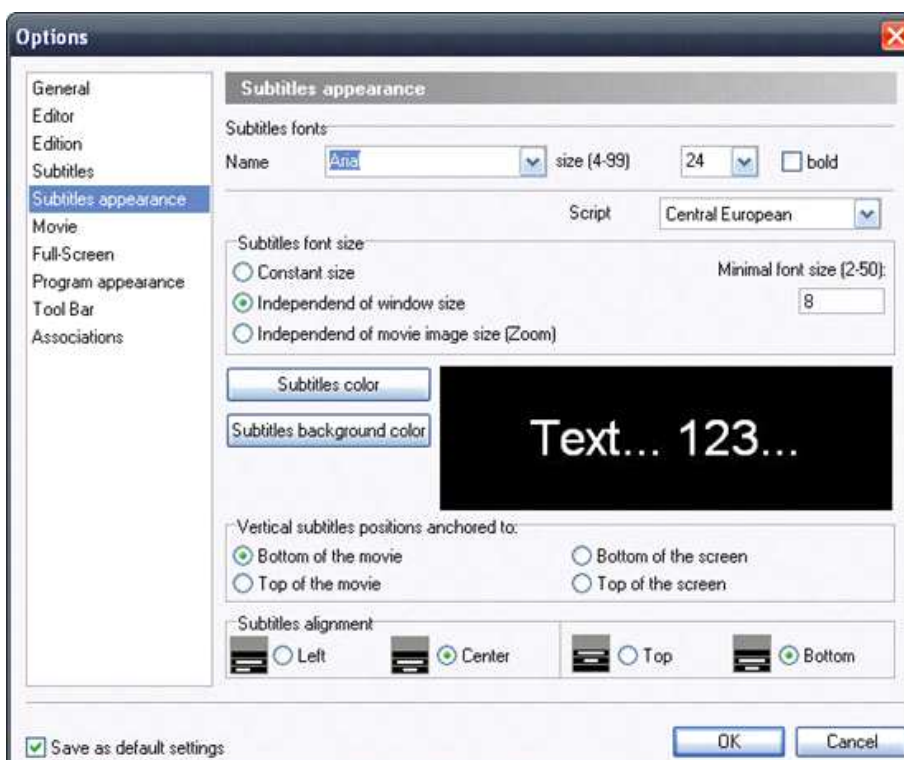 Options
General
Editor
Edition
Subtitles
Subtitles appearance
Movie
Full-Screen
Program appearance
Tool Bar
Associations
Subtitles appearance
Subtitles fonts
Name Arial size (4-99) 24 bold
Script Central European
Subtitles font size
Constant size
Minimal font size (2-50):
Independend of window size
8
Independend of movie image size (Zoom)
Subtitles color
Subtitles background color
Text... 123...
Vertical subtitles positions anchored to:
Bottom of the movie Bottom of the screen
Top of the movie Top of the screen
Subtitles alignment
Left Center Top Bottom
Save as default settings OK Cancel